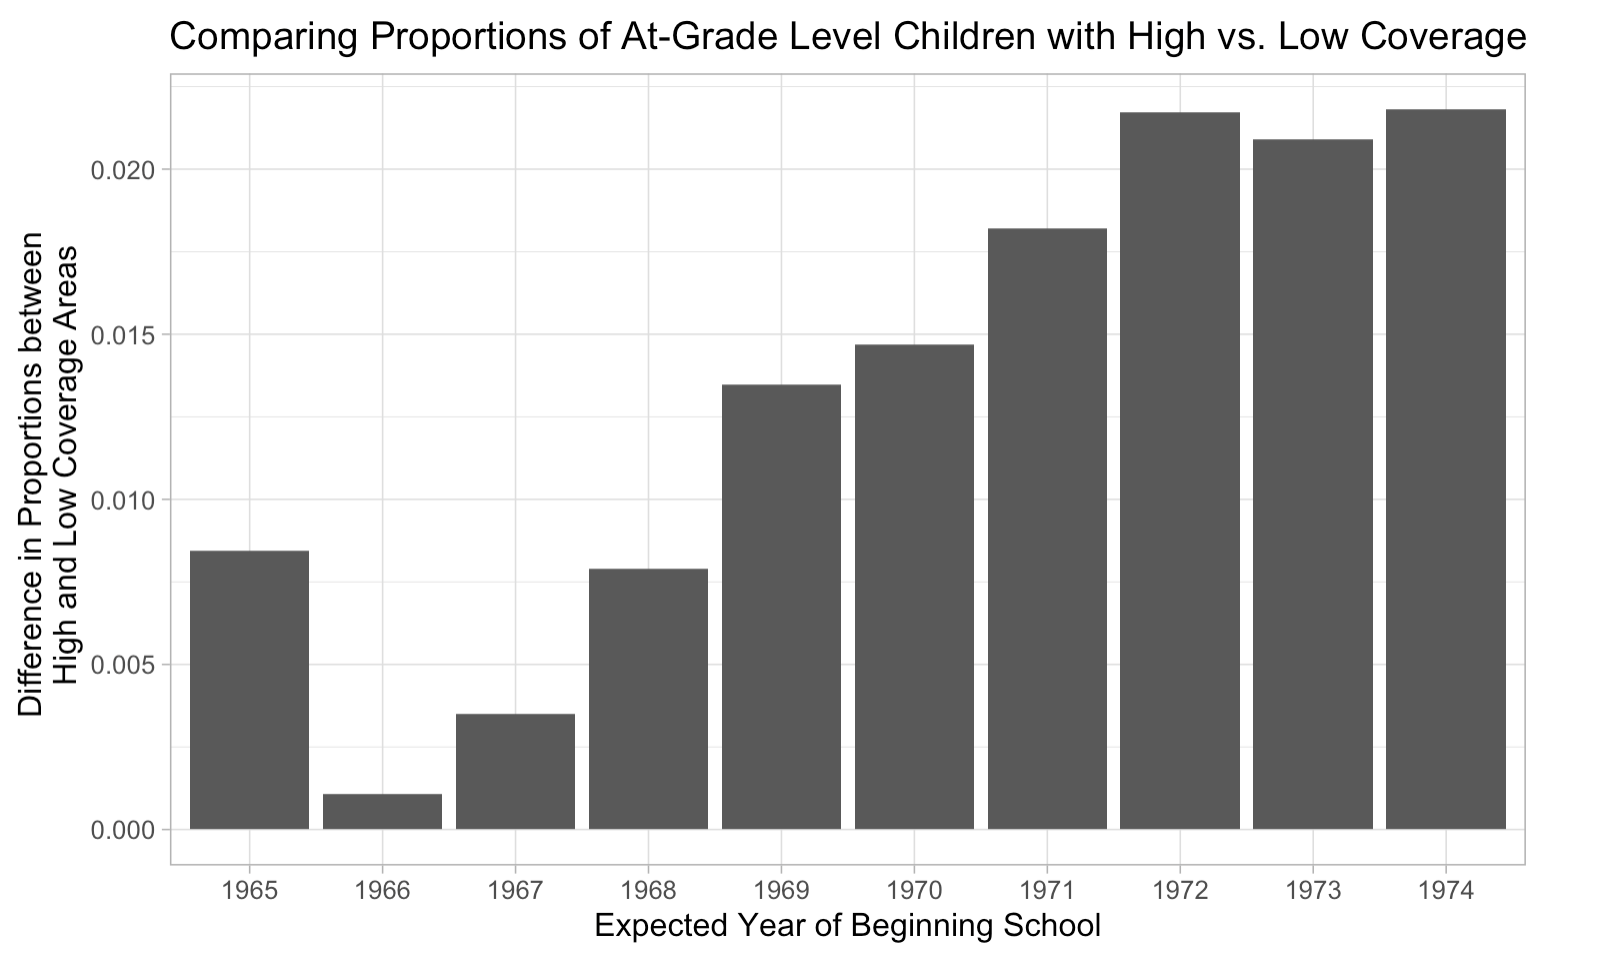 Comparing Proportions of At-Grade Level Children with High vs. Low Coverage
Difference in Proportions between
High and Low Coverage Areas
0.020
0.015
0.010
0.005
0.000
1965 1966 1967 1968 1969 1970 1971 1972 1973 1974
Expected Year of Beginning School